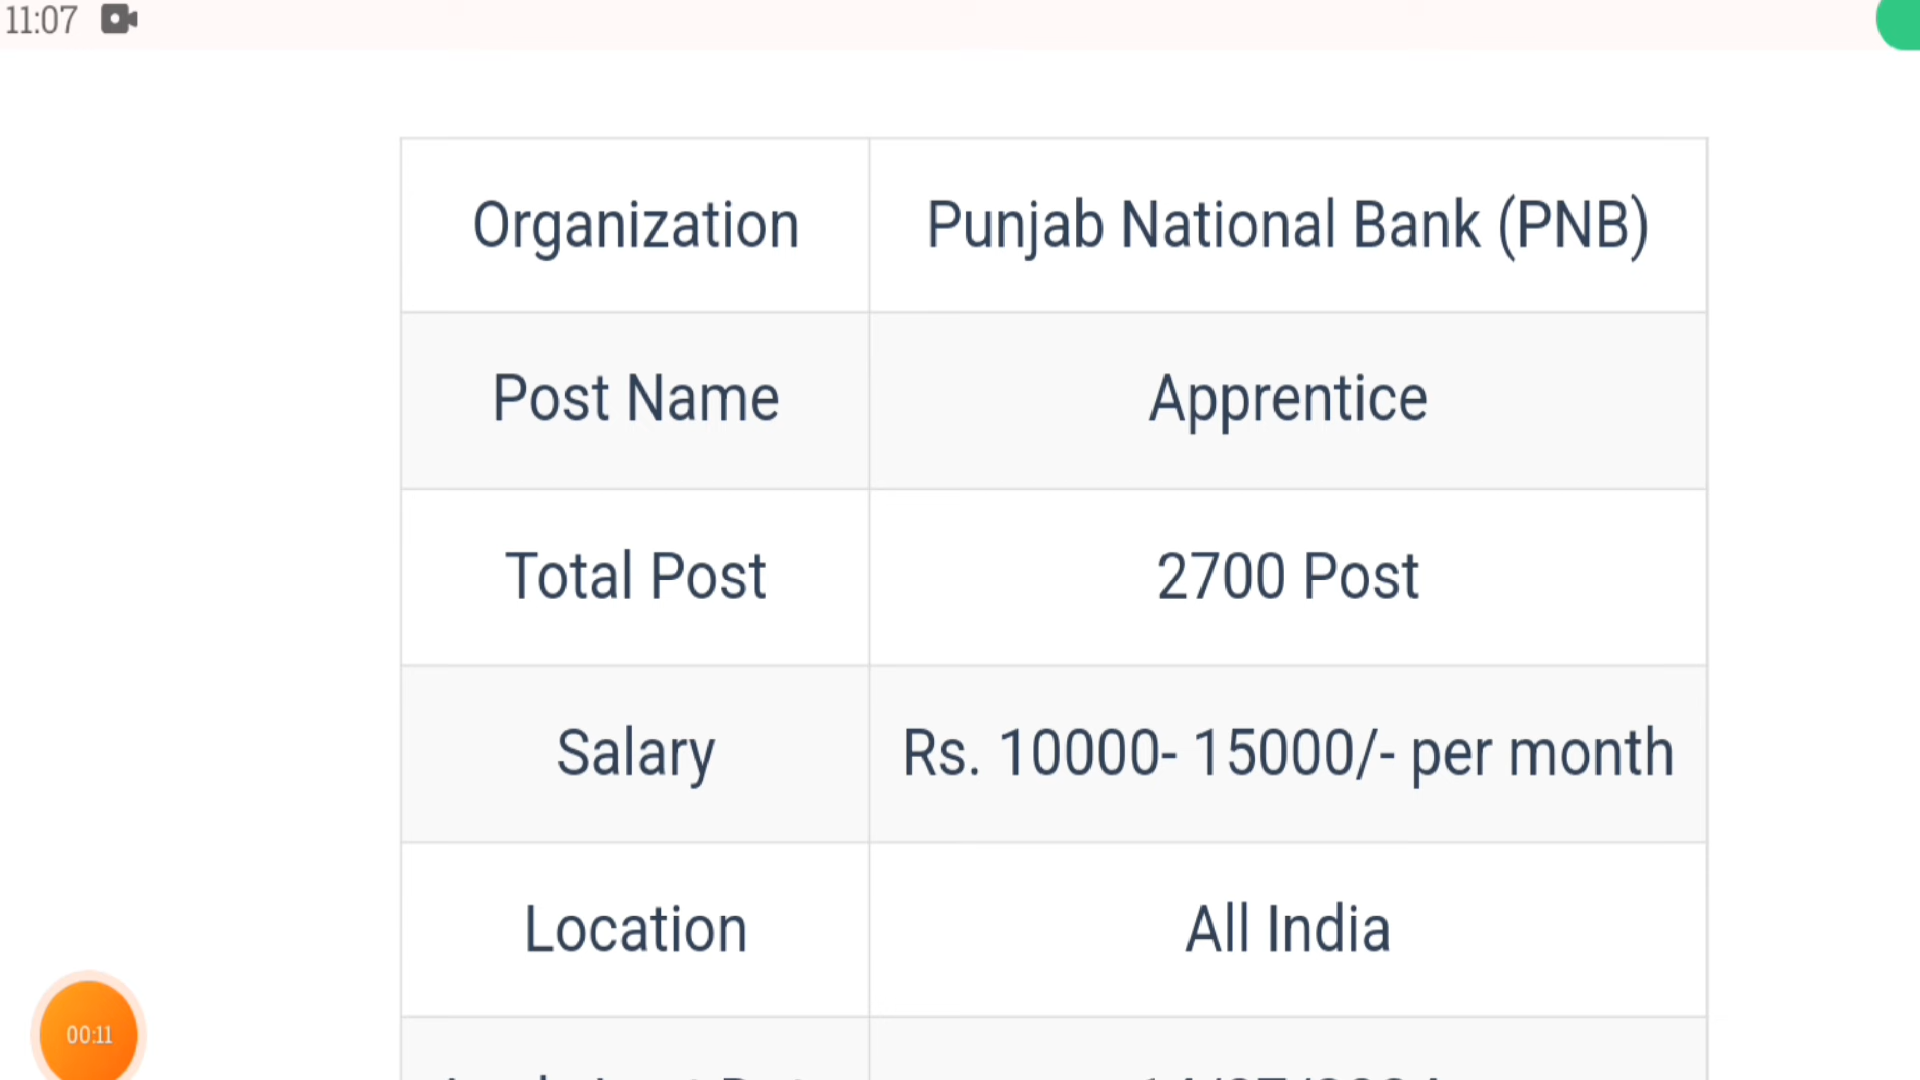 11:07
Organization Punjab National Bank (PNB)
Post Name Apprentice
Total Post 2700 Post
Salary Rs. 10000- 15000/- per month
Location All India
00:11